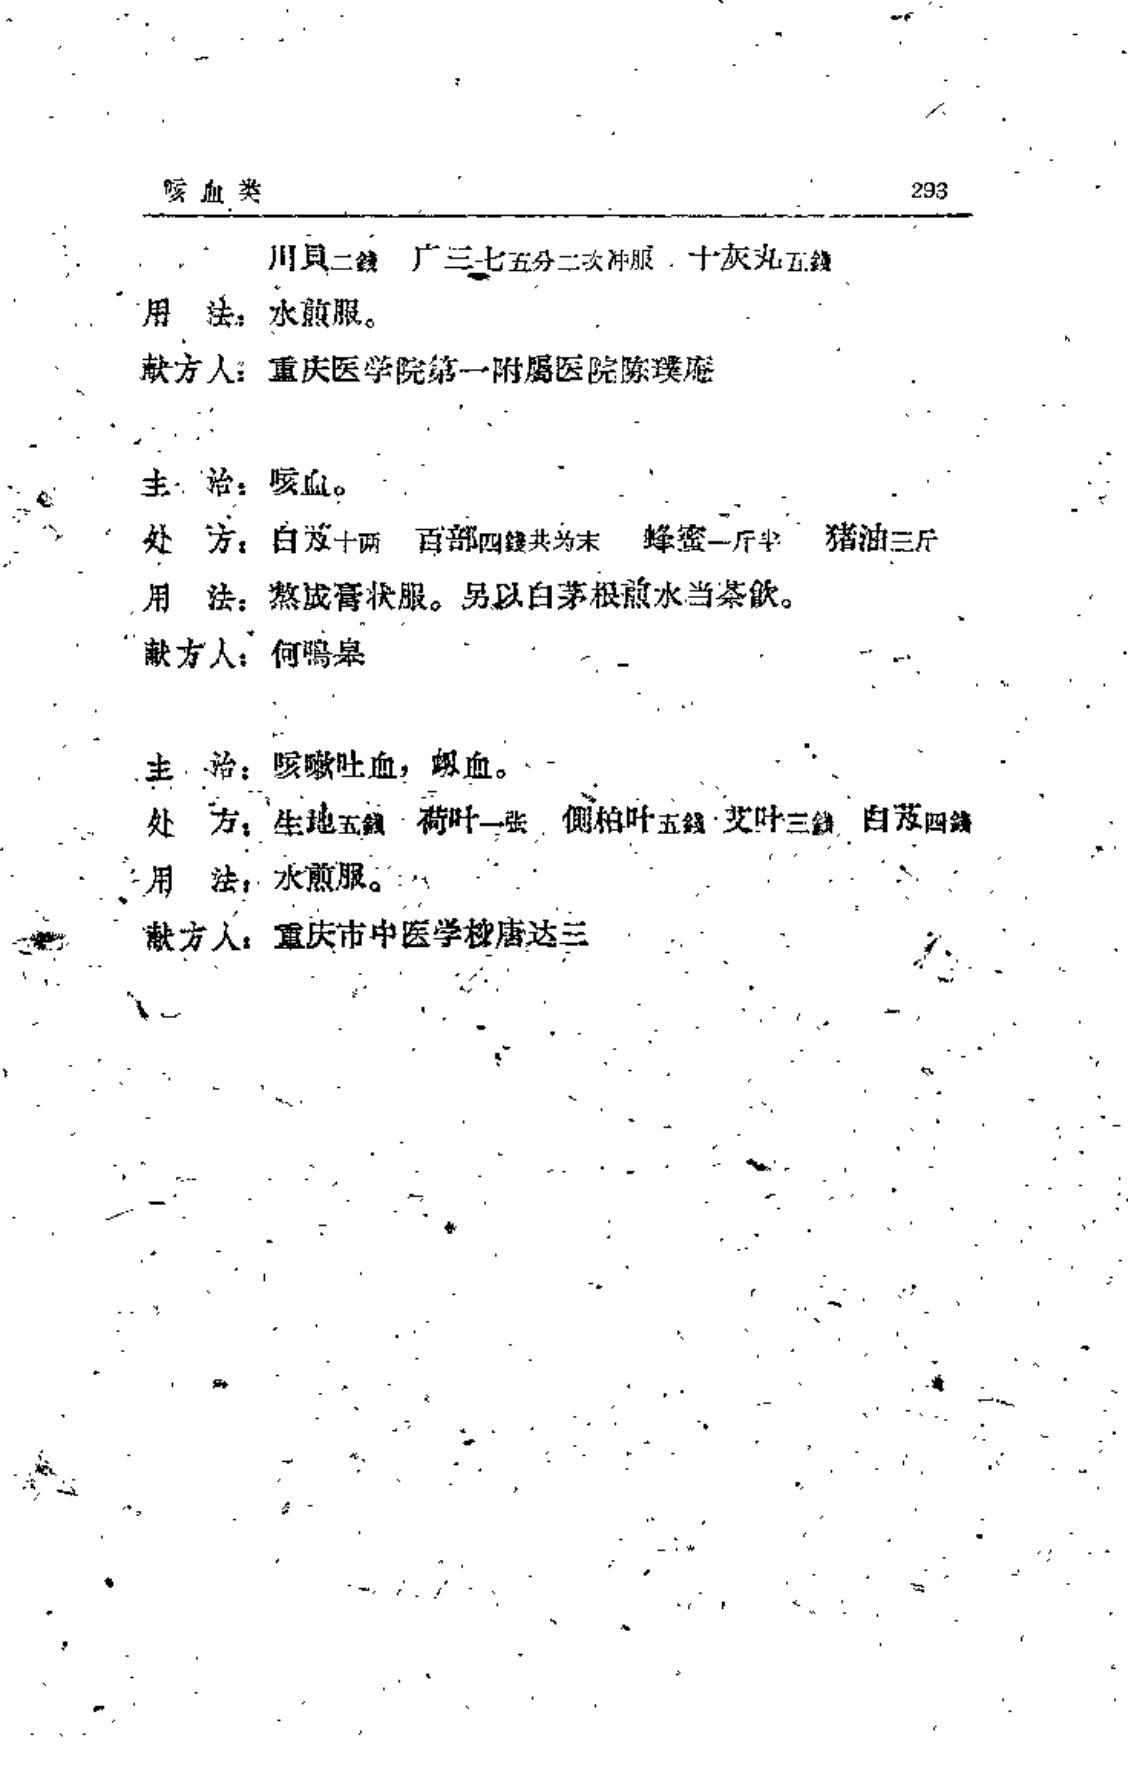 咳血类 293
川貝二錢 广三七五分二次冲服 十灰丸五錢
用 法：水煎服。
献方人：重庆医学院第一附屬医院陈璞庵
主 治：咳血。
处 方：白芨十两 百部四錢共为末 蜂蜜一斤半 猪油三斤
用 法：熬成膏状服。另以白茅根煎水当茶飲。
献方人：何鳴皋
主 治：咳嗽吐血，衂血。
处 方：生地五錢 荷叶一张 側柏叶五錢 艾叶三錢 白芨四錢
用 法：水煎服。
献方人：重庆市中医学校唐达三